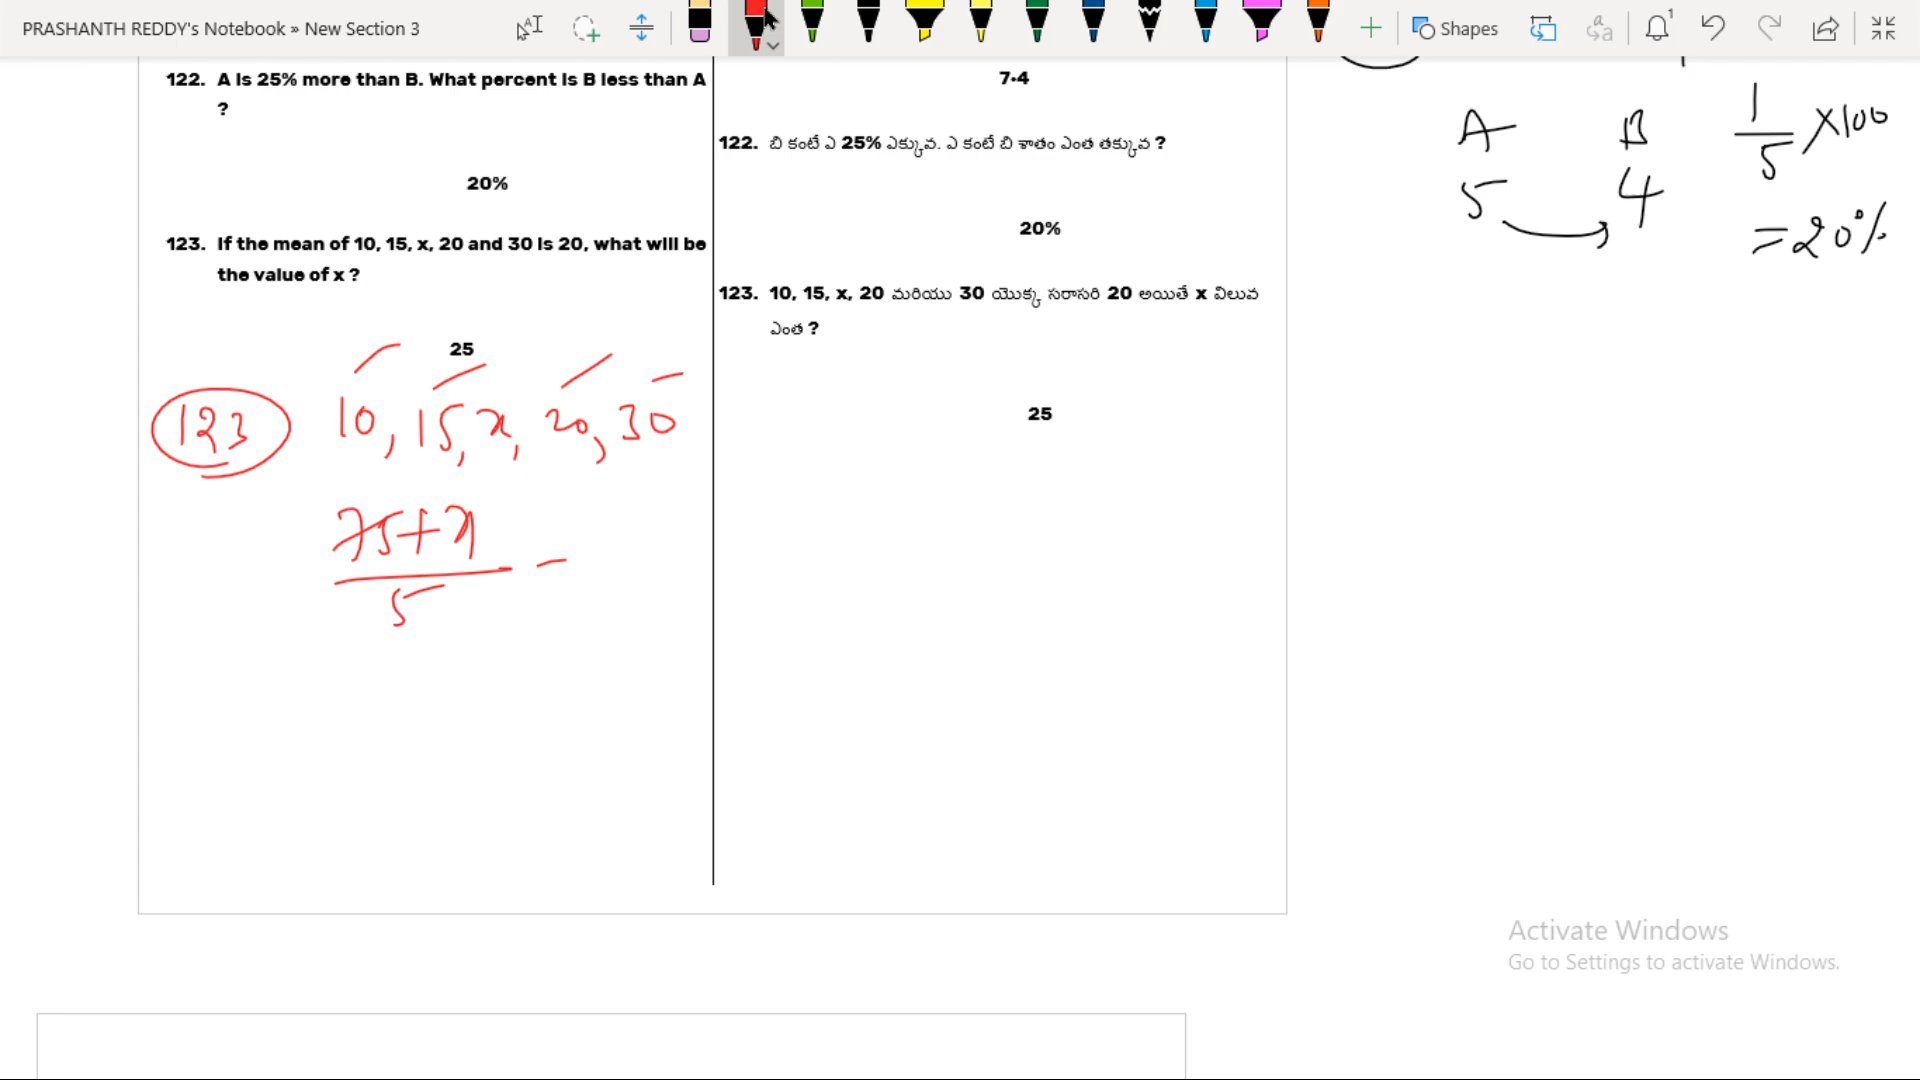 PRASHANTH REDDY's Notebook » New Section 3
Shapes
122. A is 25% more than B. What percent is B less than A
?
20%
123. If the mean of 10, 15, x, 20 and 30 is 20, what will be
the value of x ?
25
123 10, 15, x, 20, 30
75+x
5
=
7·4
122. బి కంటే ఎ 25% ఎక్కువ. ఎ కంటే బి శాతం ఎంత తక్కువ ?
20%
123. 10, 15, x, 20 మరియు 30 యొక్క సరాసరి 20 అయితే x విలువ
ఎంత ?
25
A B 1/5 ×100
5 4
=20%
Activate Windows
Go to Settings to activate Windows.